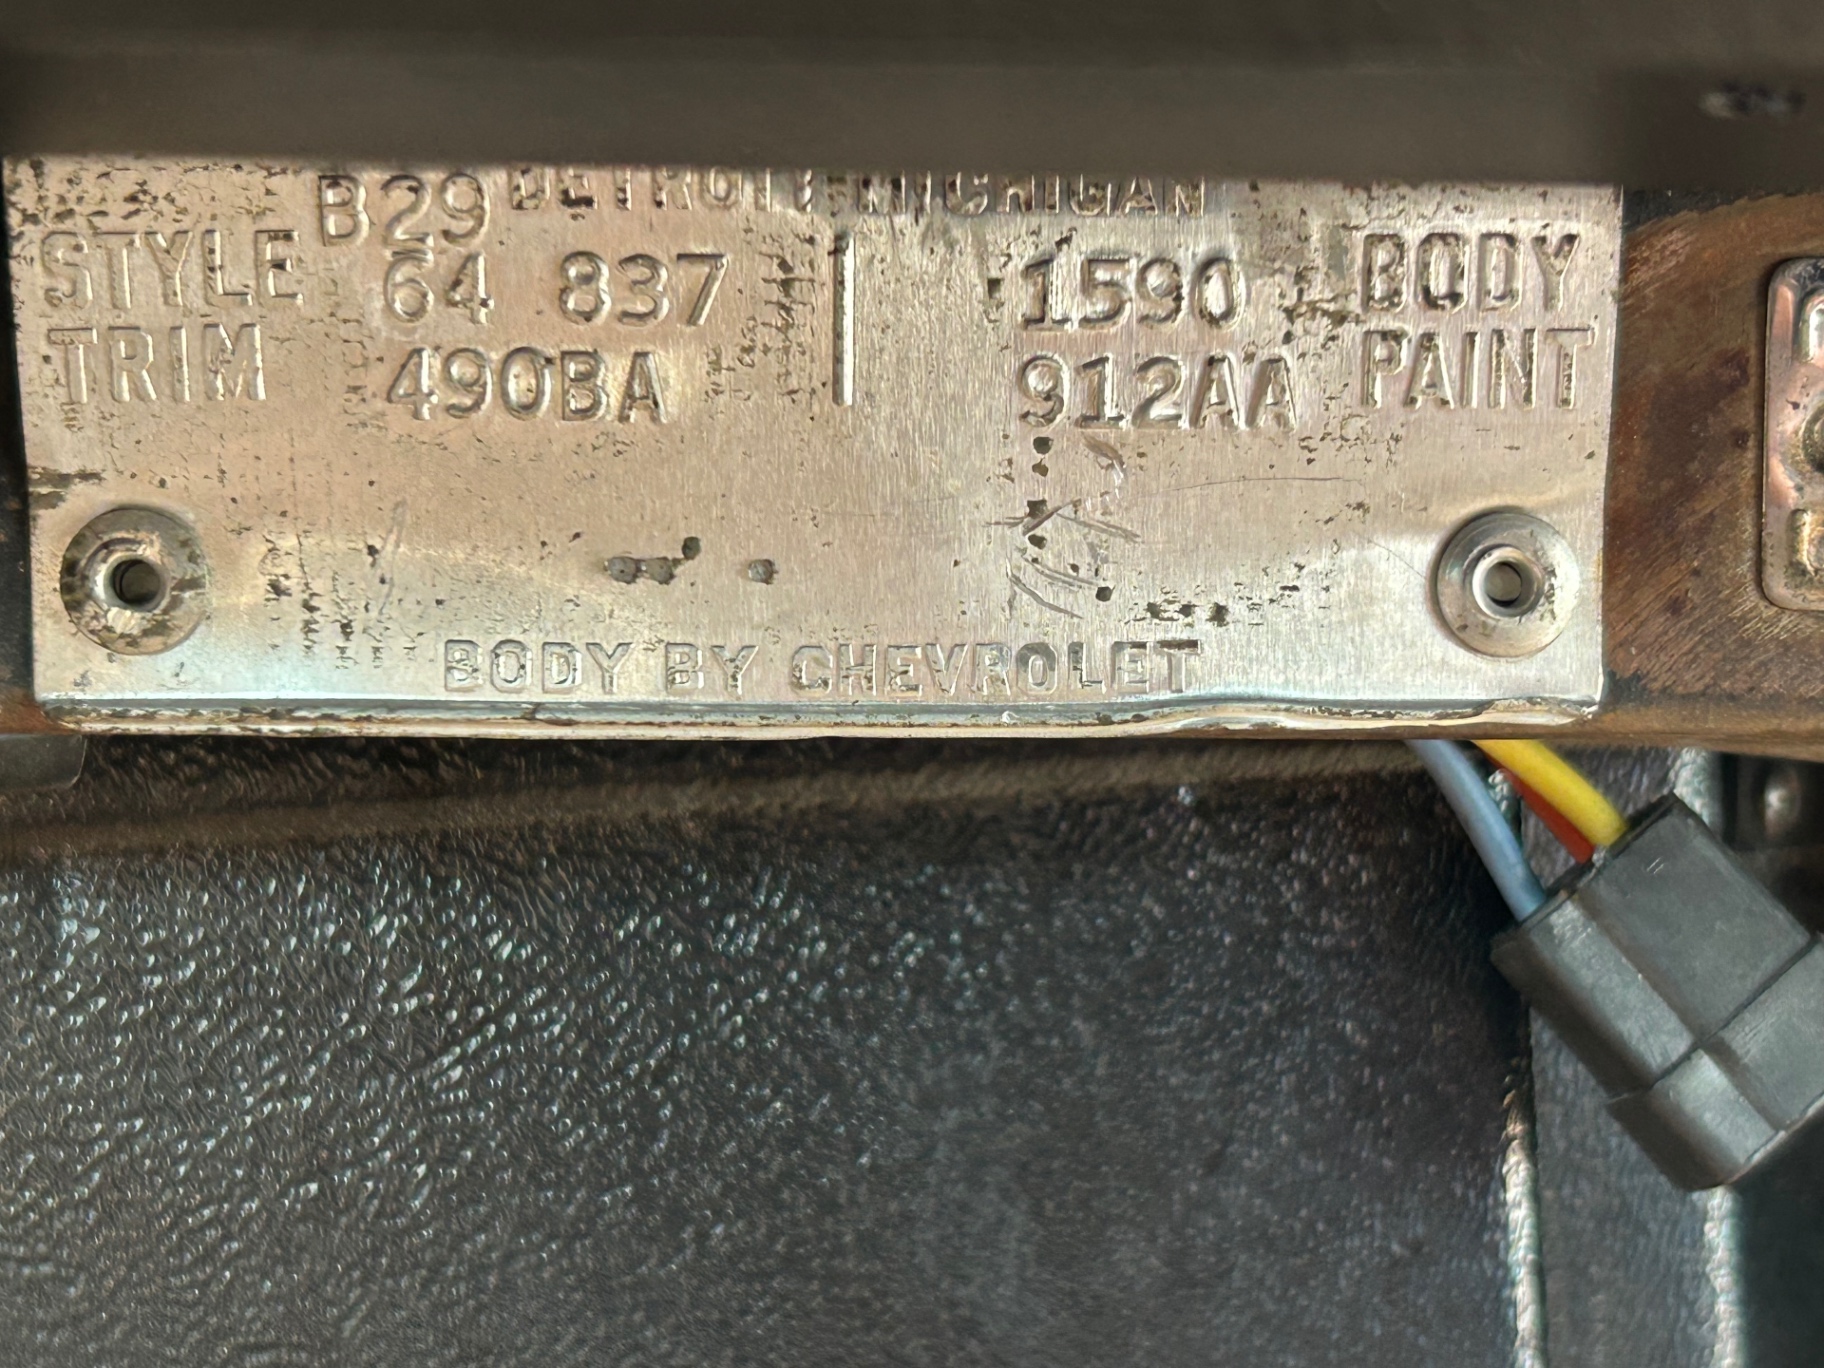 B29 DETROIT, MICHIGAN
STYLE 64 837 1590 BODY
TRIM 490BA 912AA PAINT
BODY BY CHEVROLET